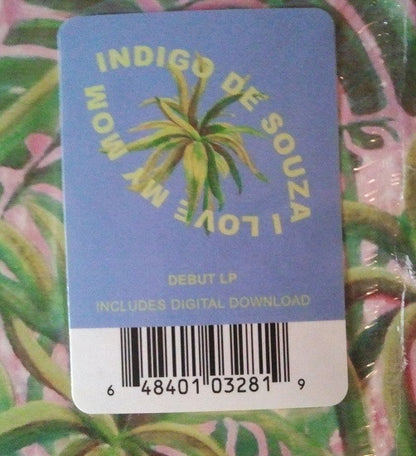 INDIGO DE SOUZA I LOVE MY MOM
DEBUT LP
INCLUDES DIGITAL DOWNLOAD
6 48401 03281 9